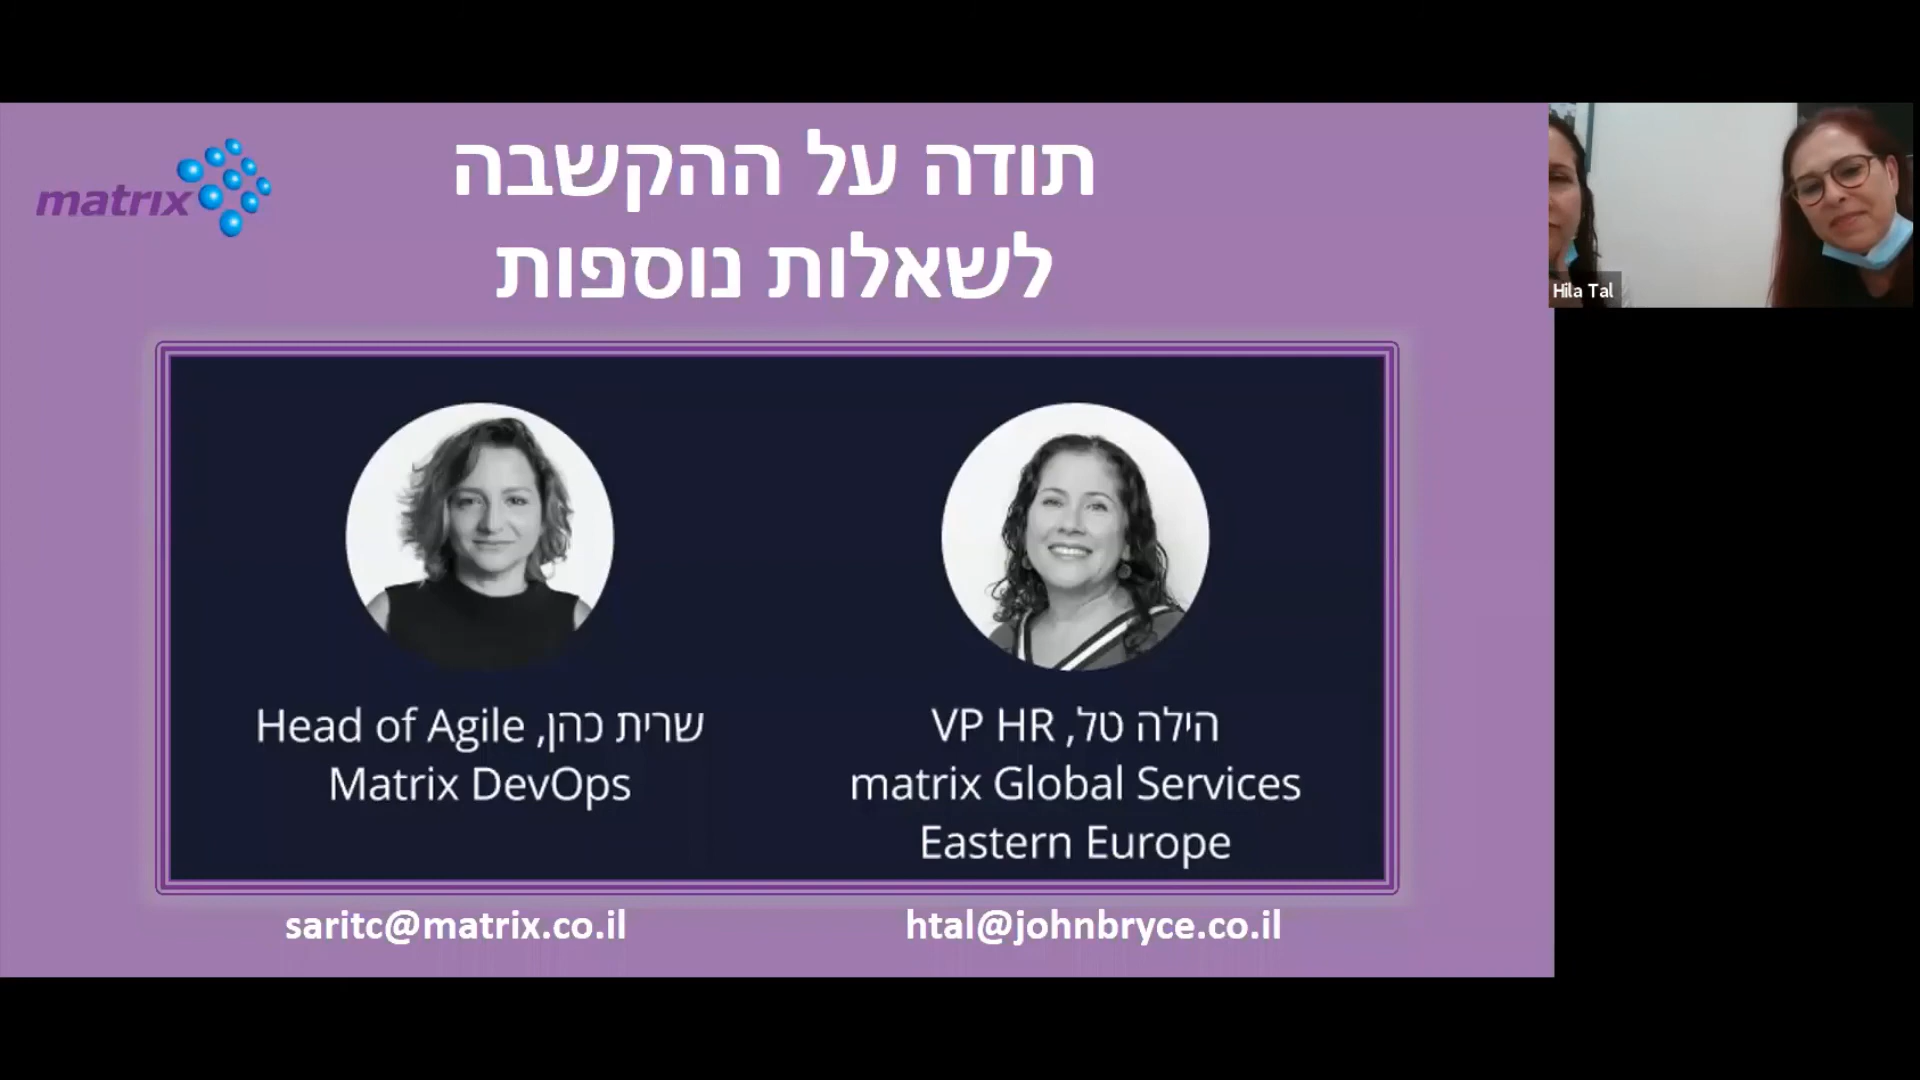 matrix
תודה על ההקשבה
לשאלות נוספות
Hila Tal
שרית כהן, Head of Agile
Matrix DevOps
הילה טל, VP HR
matrix Global Services
Eastern Europe
saritc@matrix.co.il
htal@johnbryce.co.il